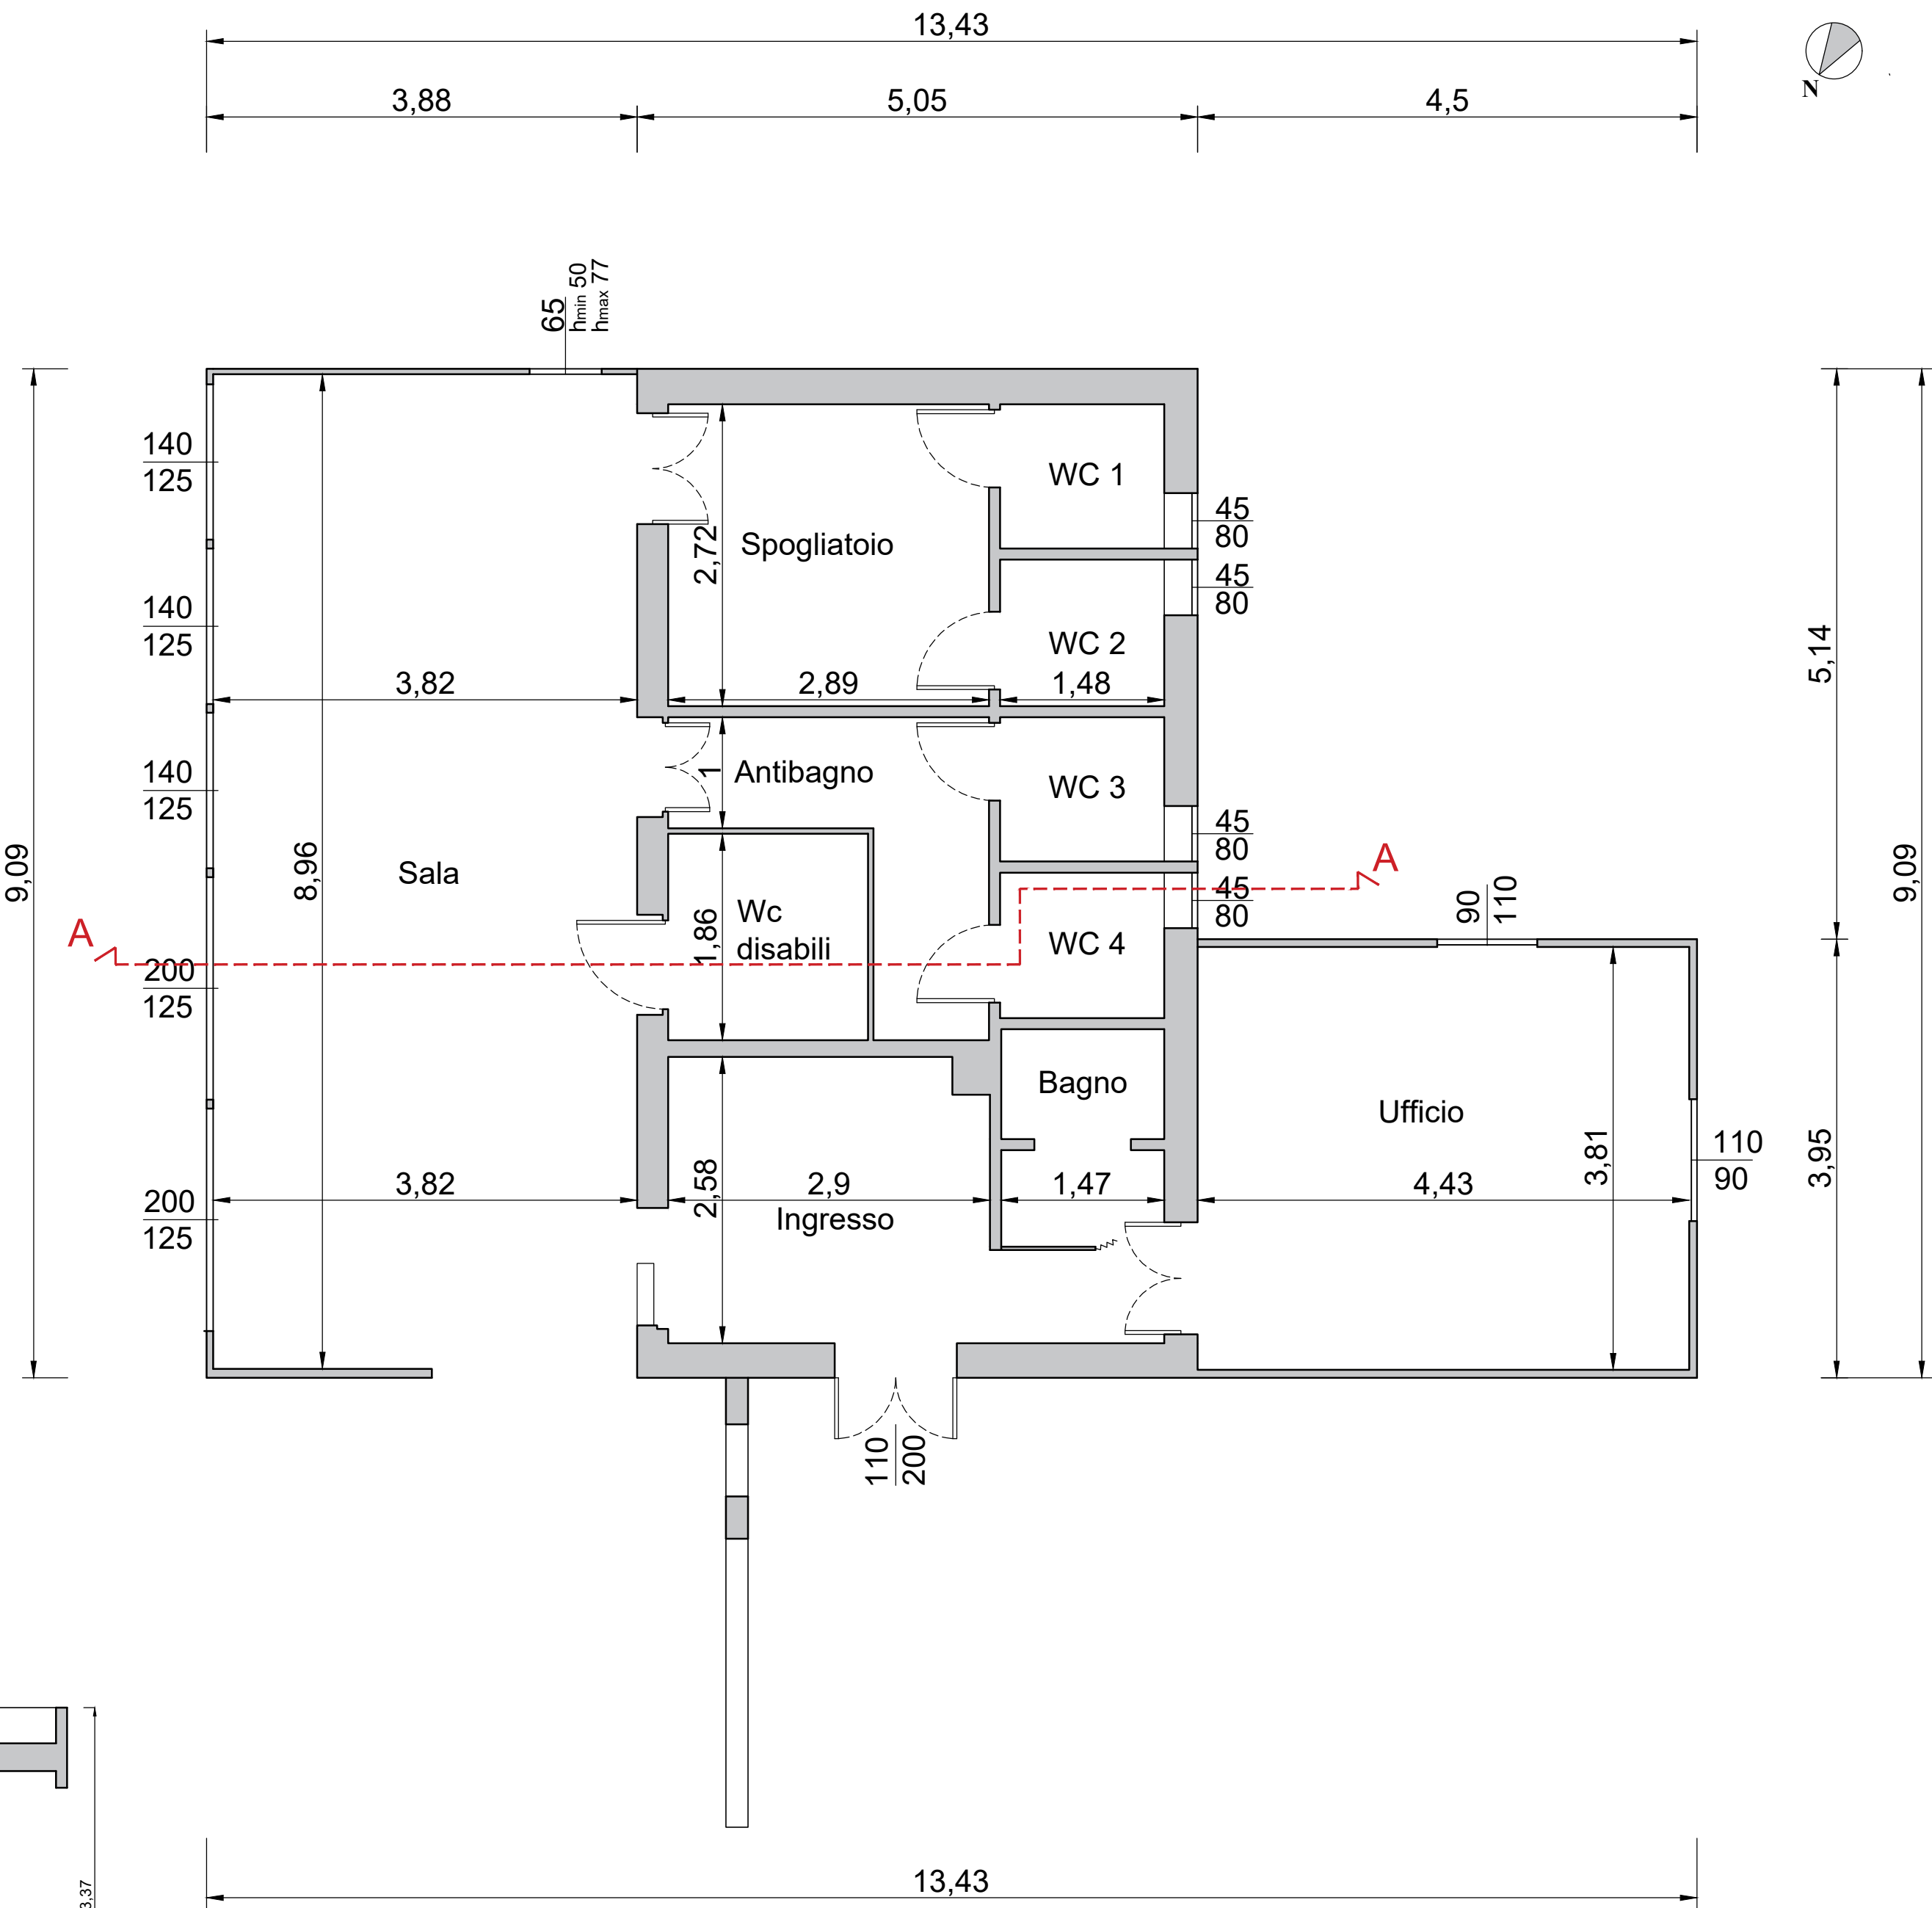 13,43
N
3,88
5,05
4,5
65
hmin 50
hmax 77
140
125
45
80
2,72
Spogliatoio
WC 1
45
80
140
125
WC 2
5,14
3,82
2,89
1,48
140
125
1
Antibagno
WC 3
45
80
9,09
8,96
Sala
A
45
80
90
110
9,09
A
Wc
disabili
1,86
WC 4
200
125
Bagno
Ufficio
110
90
3,81
3,95
3,82
2,58
2,9
1,47
4,43
Ingresso
200
125
110
200
13,43
3,37